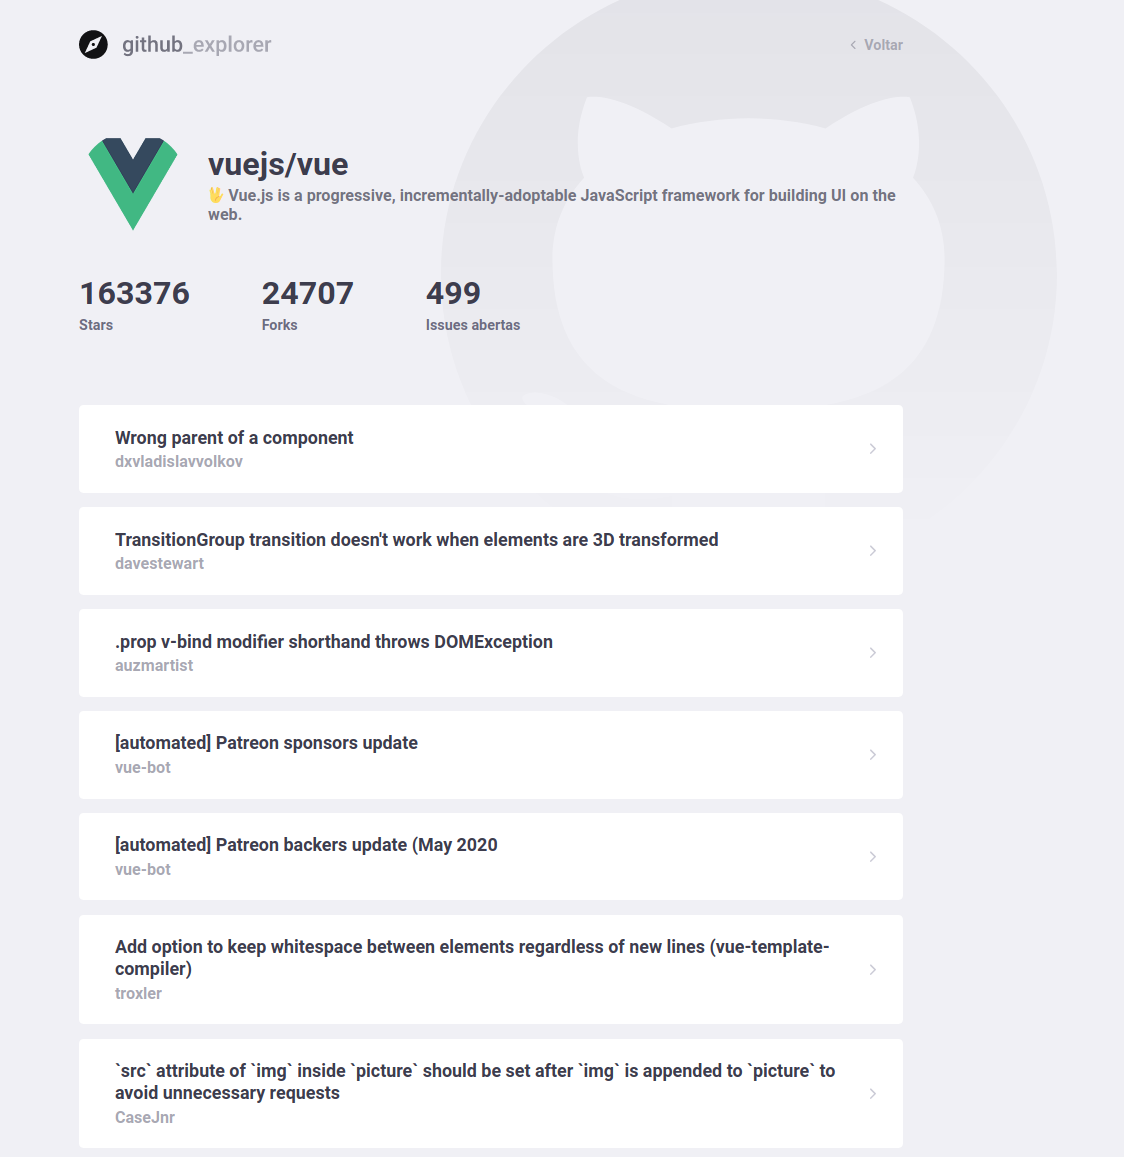 github_explorer
Voltar
vuejs/vue
🖖 Vue.js is a progressive, incrementally-adoptable JavaScript framework for building UI on the
web.
163376
24707
499
Stars
Forks
Issues abertas
Wrong parent of a component
dxvladislavvolkov
TransitionGroup transition doesn't work when elements are 3D transformed
davestewart
.prop v-bind modifier shorthand throws DOMException
auzmartist
[automated] Patreon sponsors update
vue-bot
[automated] Patreon backers update (May 2020
vue-bot
Add option to keep whitespace between elements regardless of new lines (vue-template-
compiler)
troxler
`src` attribute of `img` inside `picture` should be set after `img` is appended to `picture` to
avoid unnecessary requests
CaseJnr